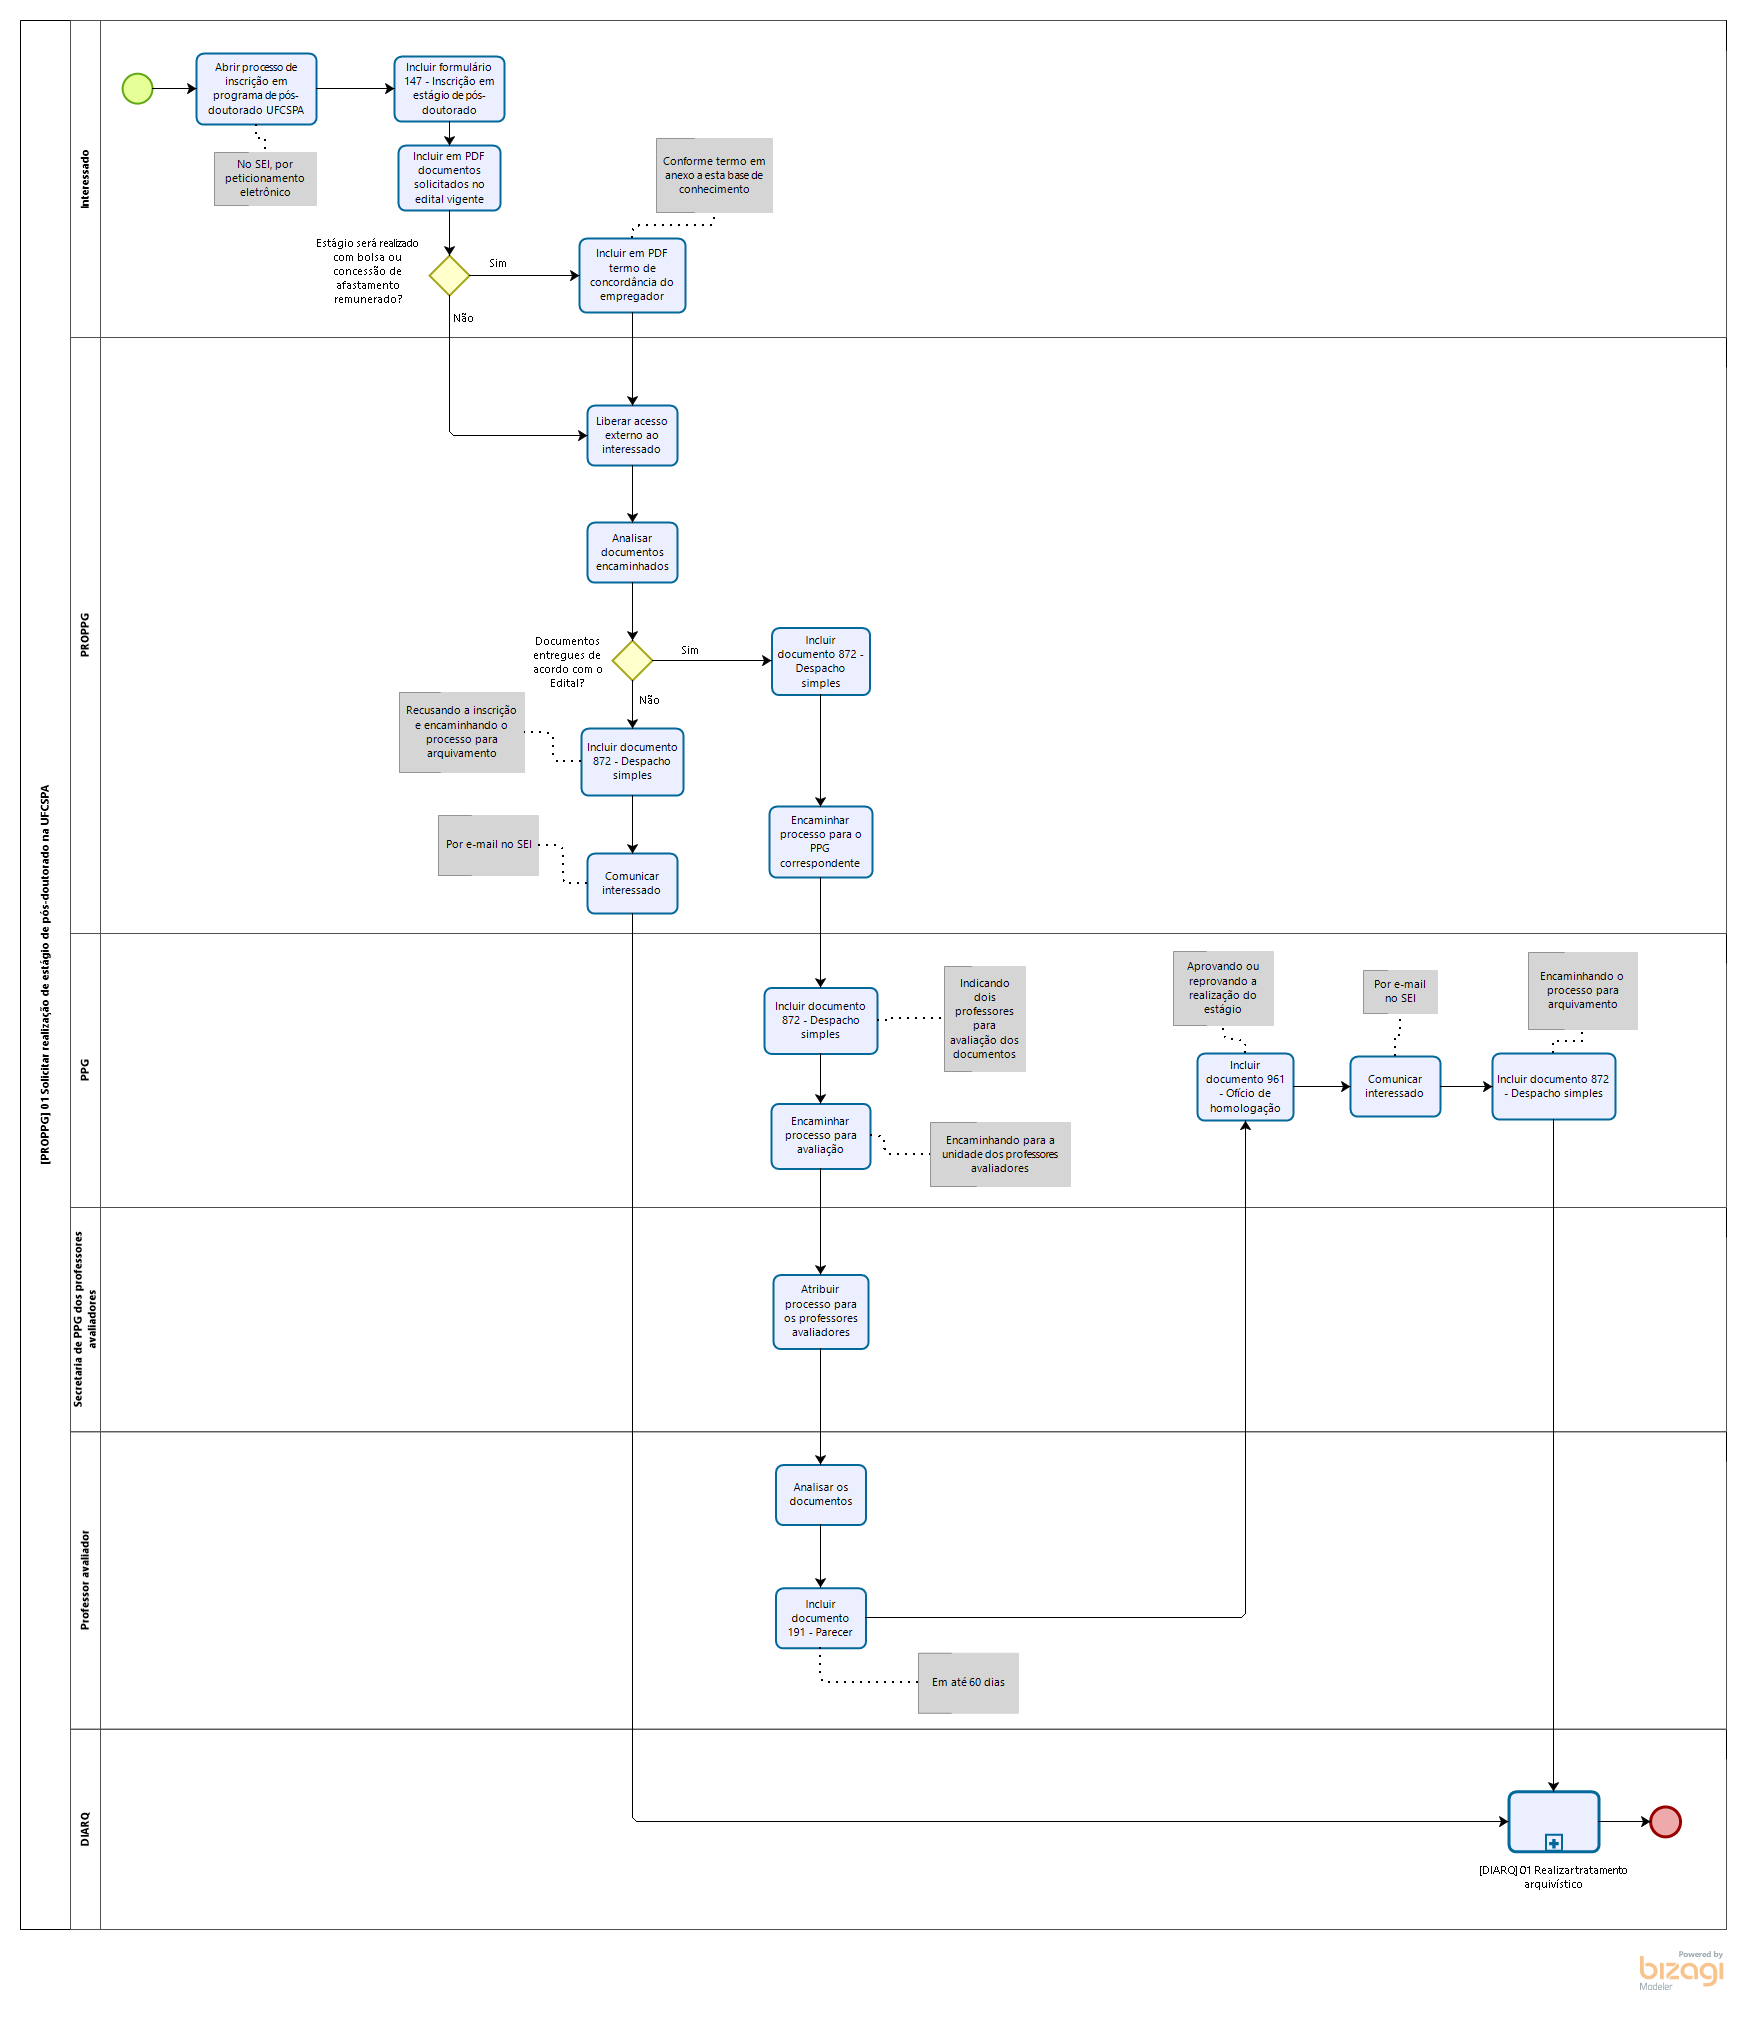 [PROPPG] 01 Solicitar realização de estágio de pós-doutorado na UFCSPA
Interessado
Abrir processo de
inscrição em
programa de pós-
doutorado UFCSPA
No SEI, por
peticionamento
eletrônico
Incluir formulário
147 - Inscrição em
estágio de pós-
doutorado
Incluir em PDF
documentos
solicitados no
edital vigente
Estágio será realizado
com bolsa ou
concessão de
afastamento
remunerado?
Sim
Não
Conforme termo em
anexo a esta base de
conhecimento
Incluir em PDF
termo de
concordância do
empregador
PROPPG
Liberar acesso
externo ao
interessado
Analisar
documentos
encaminhados
Documentos
entregues de
acordo com o
Edital?
Sim
Não
Incluir
documento 872 -
Despacho
simples
Recusando a inscrição
e encaminhando o
processo para
arquivamento
Incluir documento
872 - Despacho
simples
Por e-mail no SEI
Comunicar
interessado
Encaminhar
processo para o
PPG
correspondente
PPG
Incluir documento
872 - Despacho
simples
Indicando
dois
professores
para
avaliação dos
documentos
Encaminhar
processo para
avaliação
Encaminhando para a
unidade dos professores
avaliadores
Aprovando ou
reprovando a
realização do
estágio
Incluir
documento 961
- Ofício de
homologação
Por e-mail
no SEI
Comunicar
interessado
Encaminhando o
processo para
arquivamento
Incluir documento 872
- Despacho simples
Secretaria de PPG dos professores
avaliadores
Atribuir
processo para
os professores
avaliadores
Professor avaliador
Analisar os
documentos
Incluir
documento
191 - Parecer
Em até 60 dias
DIARQ
[DIARQ] 01 Realizar tratamento
arquivístico
Powered by
bizagi
Modeler